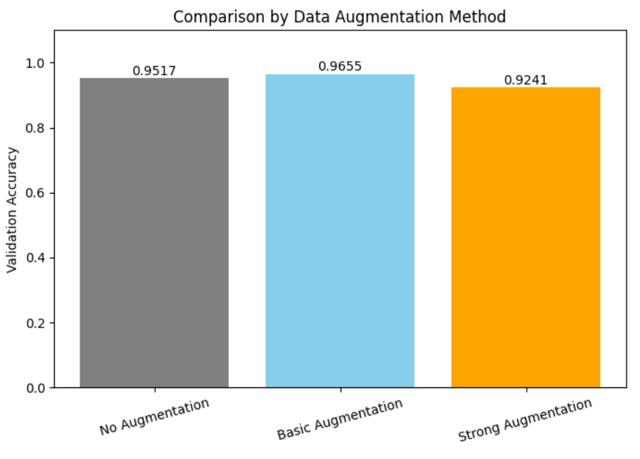 Comparison by Data Augmentation Method
1.0
0.8
0.6
0.4
0.2
0.0
Validation Accuracy
0.9517
0.9655
0.9241
No Augmentation
Basic Augmentation
Strong Augmentation